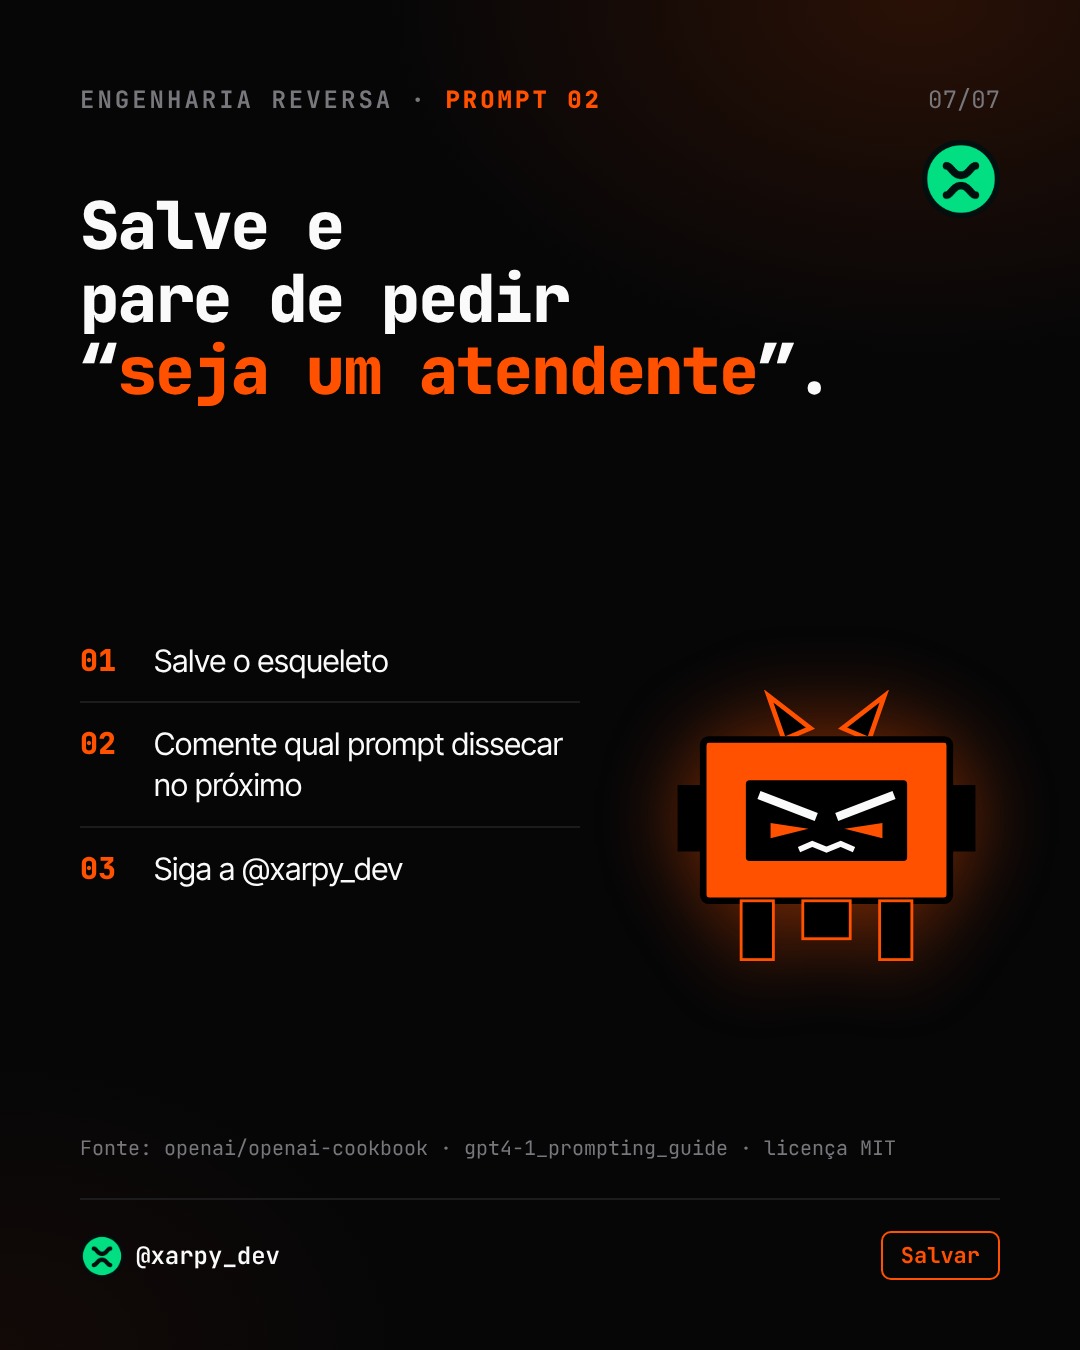 ENGENHARIA REVERSA · PROMPT 02
07/07
Salve e
pare de pedir
“seja um atendente”.
01 Salve o esqueleto
02 Comente qual prompt dissecar
no próximo
03 Siga a @xarpy_dev
Fonte: openai/openai-cookbook · gpt4-1_prompting_guide · licença MIT
@xarpy_dev
Salvar